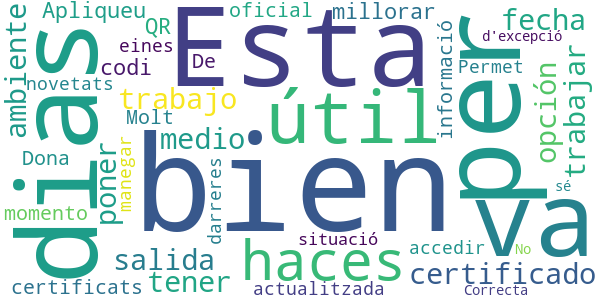 Apliqueu
oficial
millorar
QR
fecha
d'excepció
eines
De
Esta
codi
Permet
ambiente
novetats
trabajo
útil
informació
per
opción
trabajar
Molt
medio
dias
Dona
poner
manegar
bien
darreres
sé
va
momento
situació
haces
accedir
No
salida
certificado
tener
certificats
actualitzada
Correcta